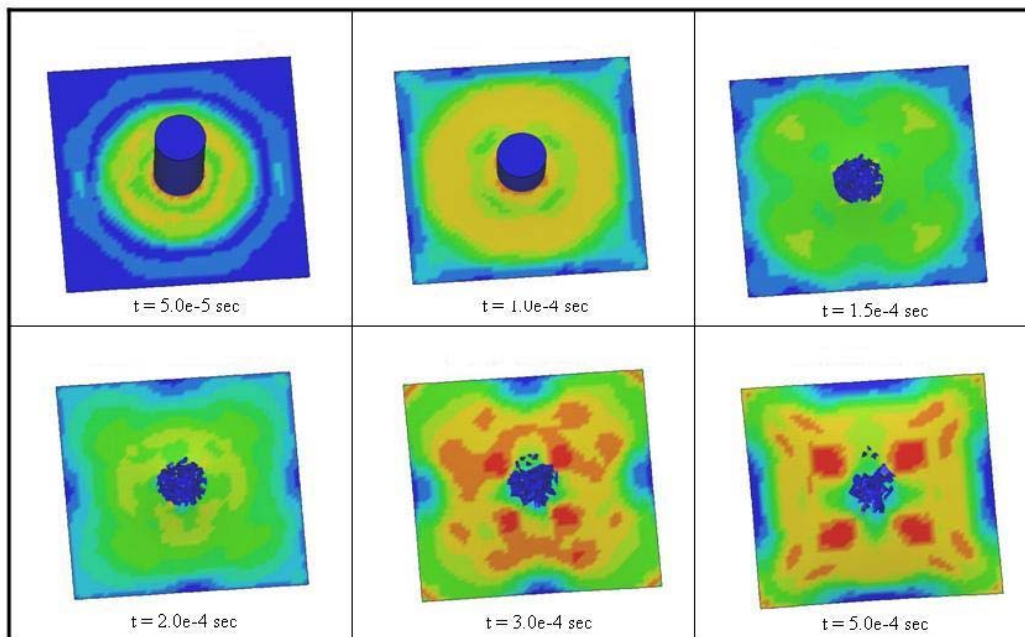 t = 5.0e-5 sec
t = 1.0e-4 sec
t = 1.5e-4 sec
t = 2.0e-4 sec
t = 3.0e-4 sec
t = 5.0e-4 sec